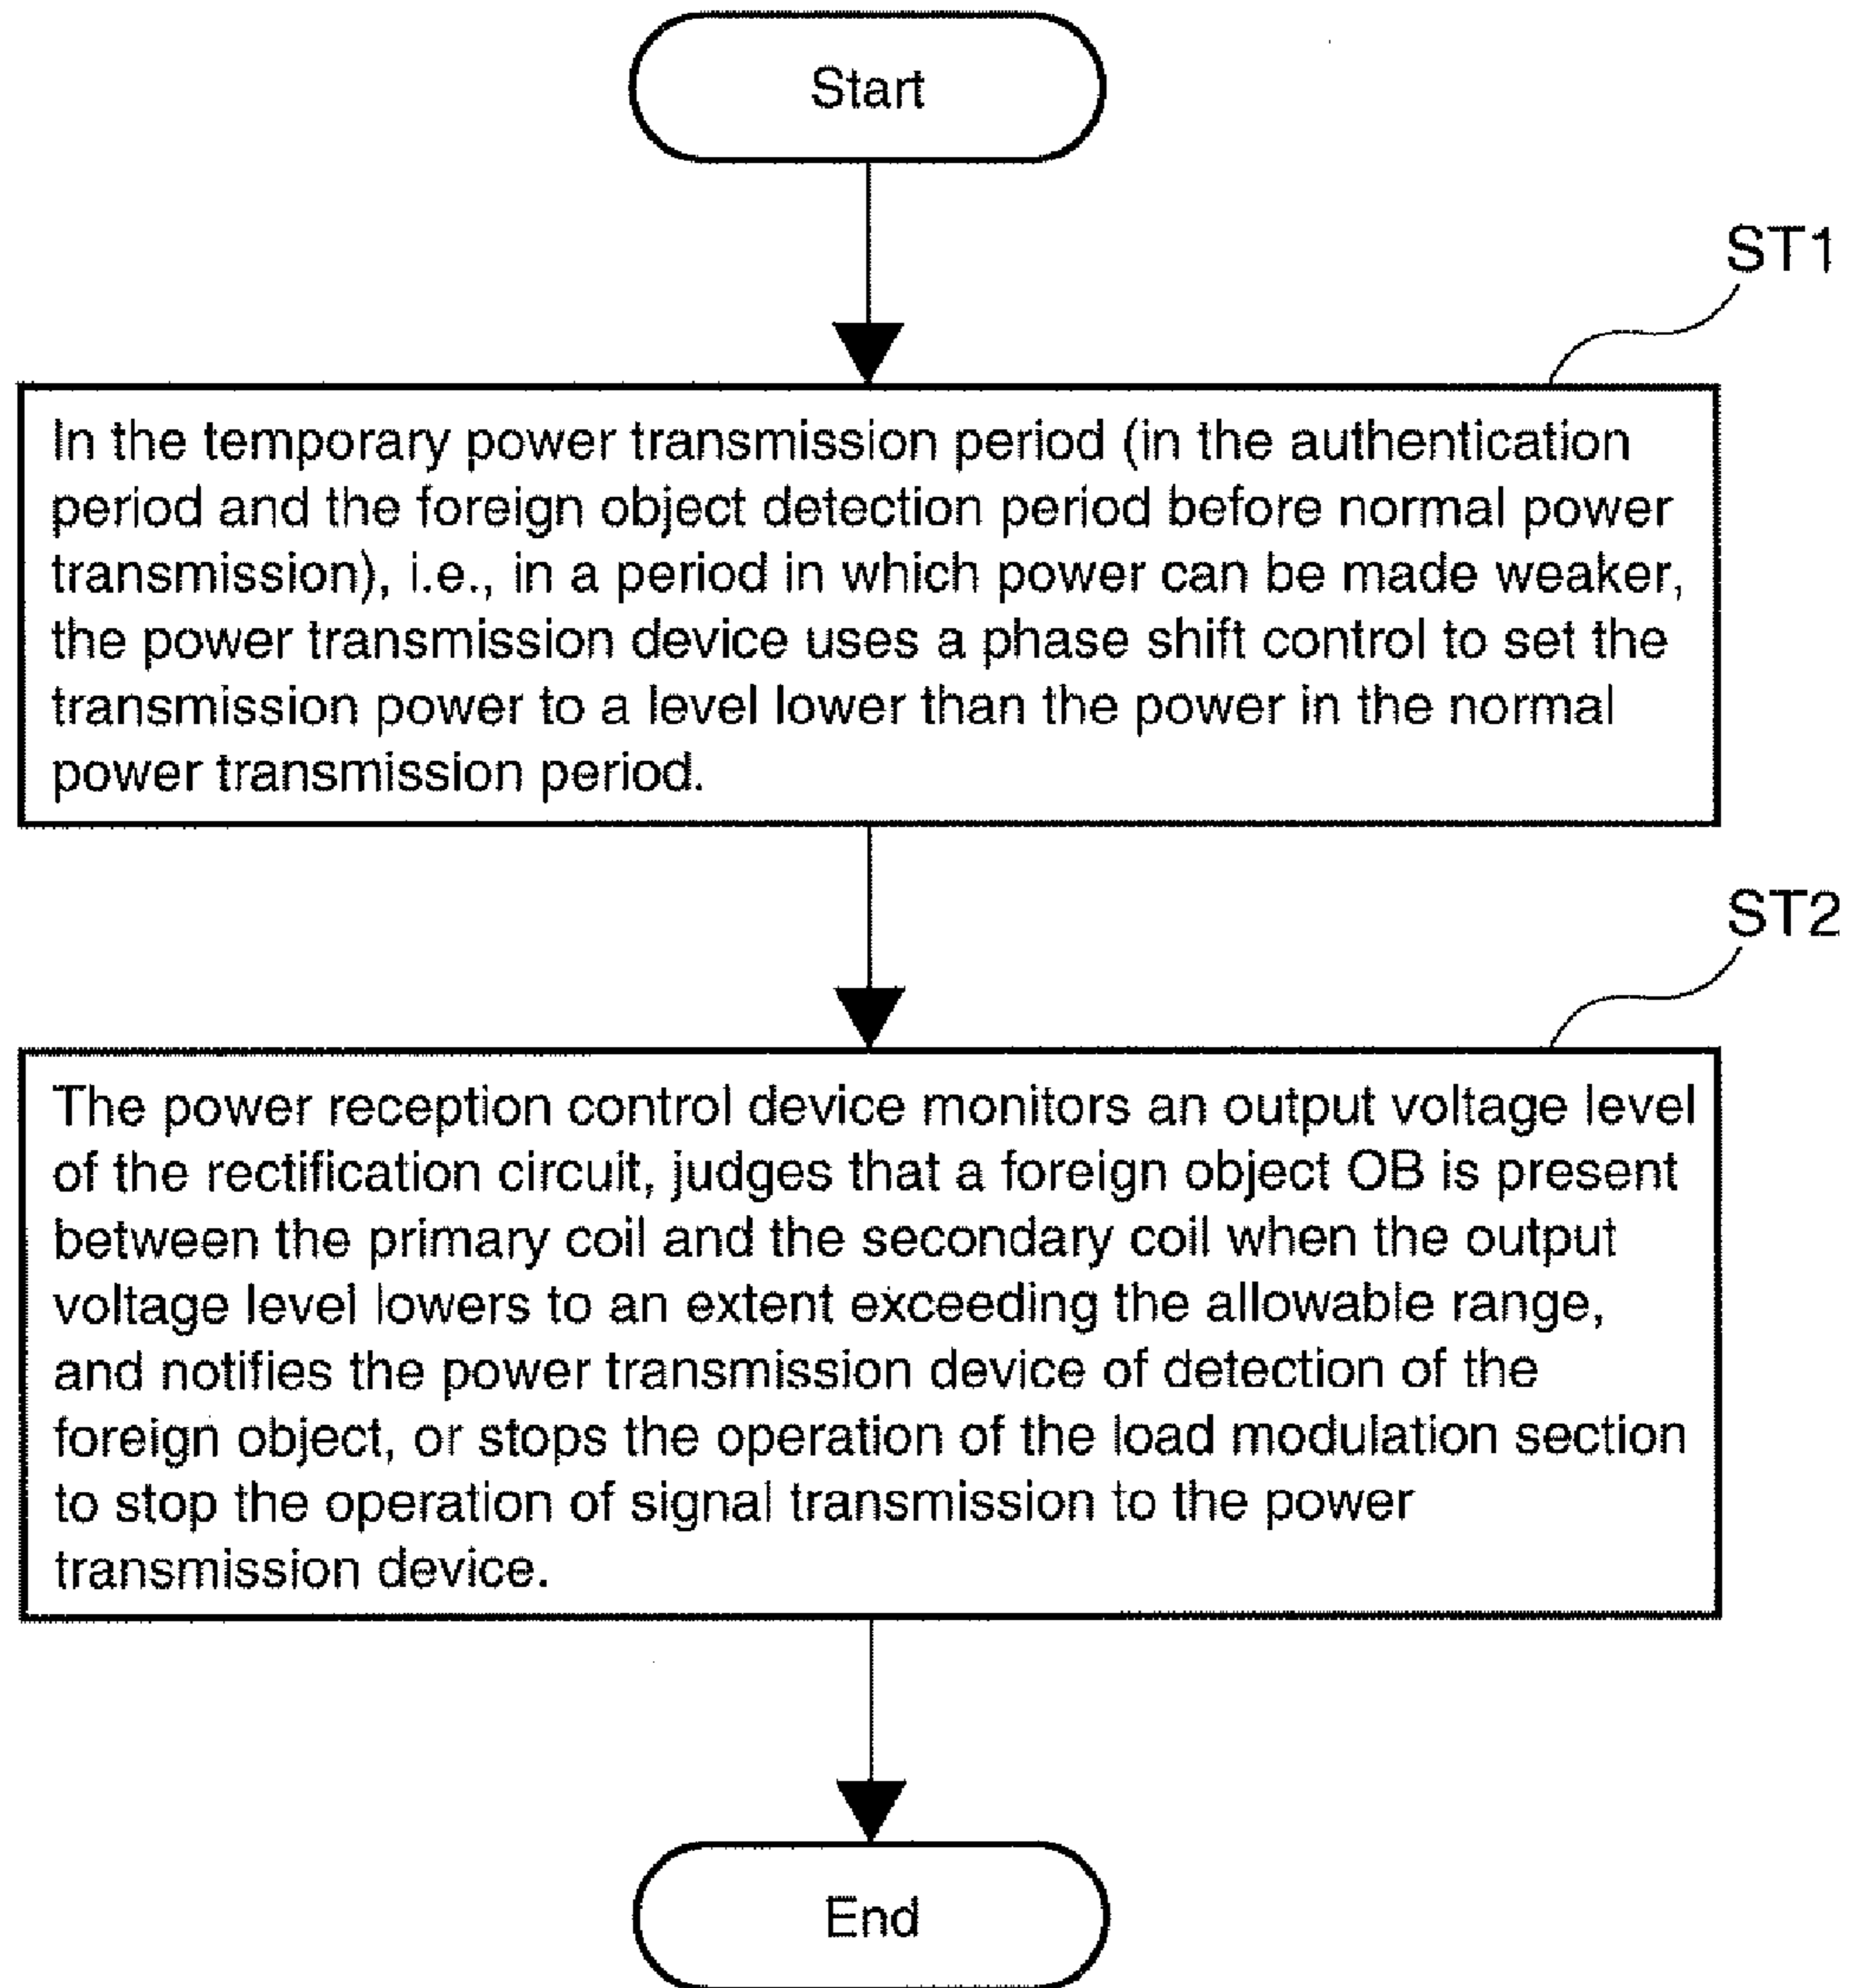 Start
ST1
In the temporary power transmission period (in the authentication
period and the foreign object detection period before normal power
transmission), i.e., in a period in which power can be made weaker,
the power transmission device uses a phase shift control to set the
transmission power to a level lower than the power in the normal
power transmission period.
ST2
The power reception control device monitors an output voltage level
of the rectification circuit, judges that a foreign object OB is present
between the primary coil and the secondary coil when the output
voltage level lowers to an extent exceeding the allowable range,
and notifies the power transmission device of detection of the
foreign object, or stops the operation of the load modulation section
to stop the operation of signal transmission to the power
transmission device.
End